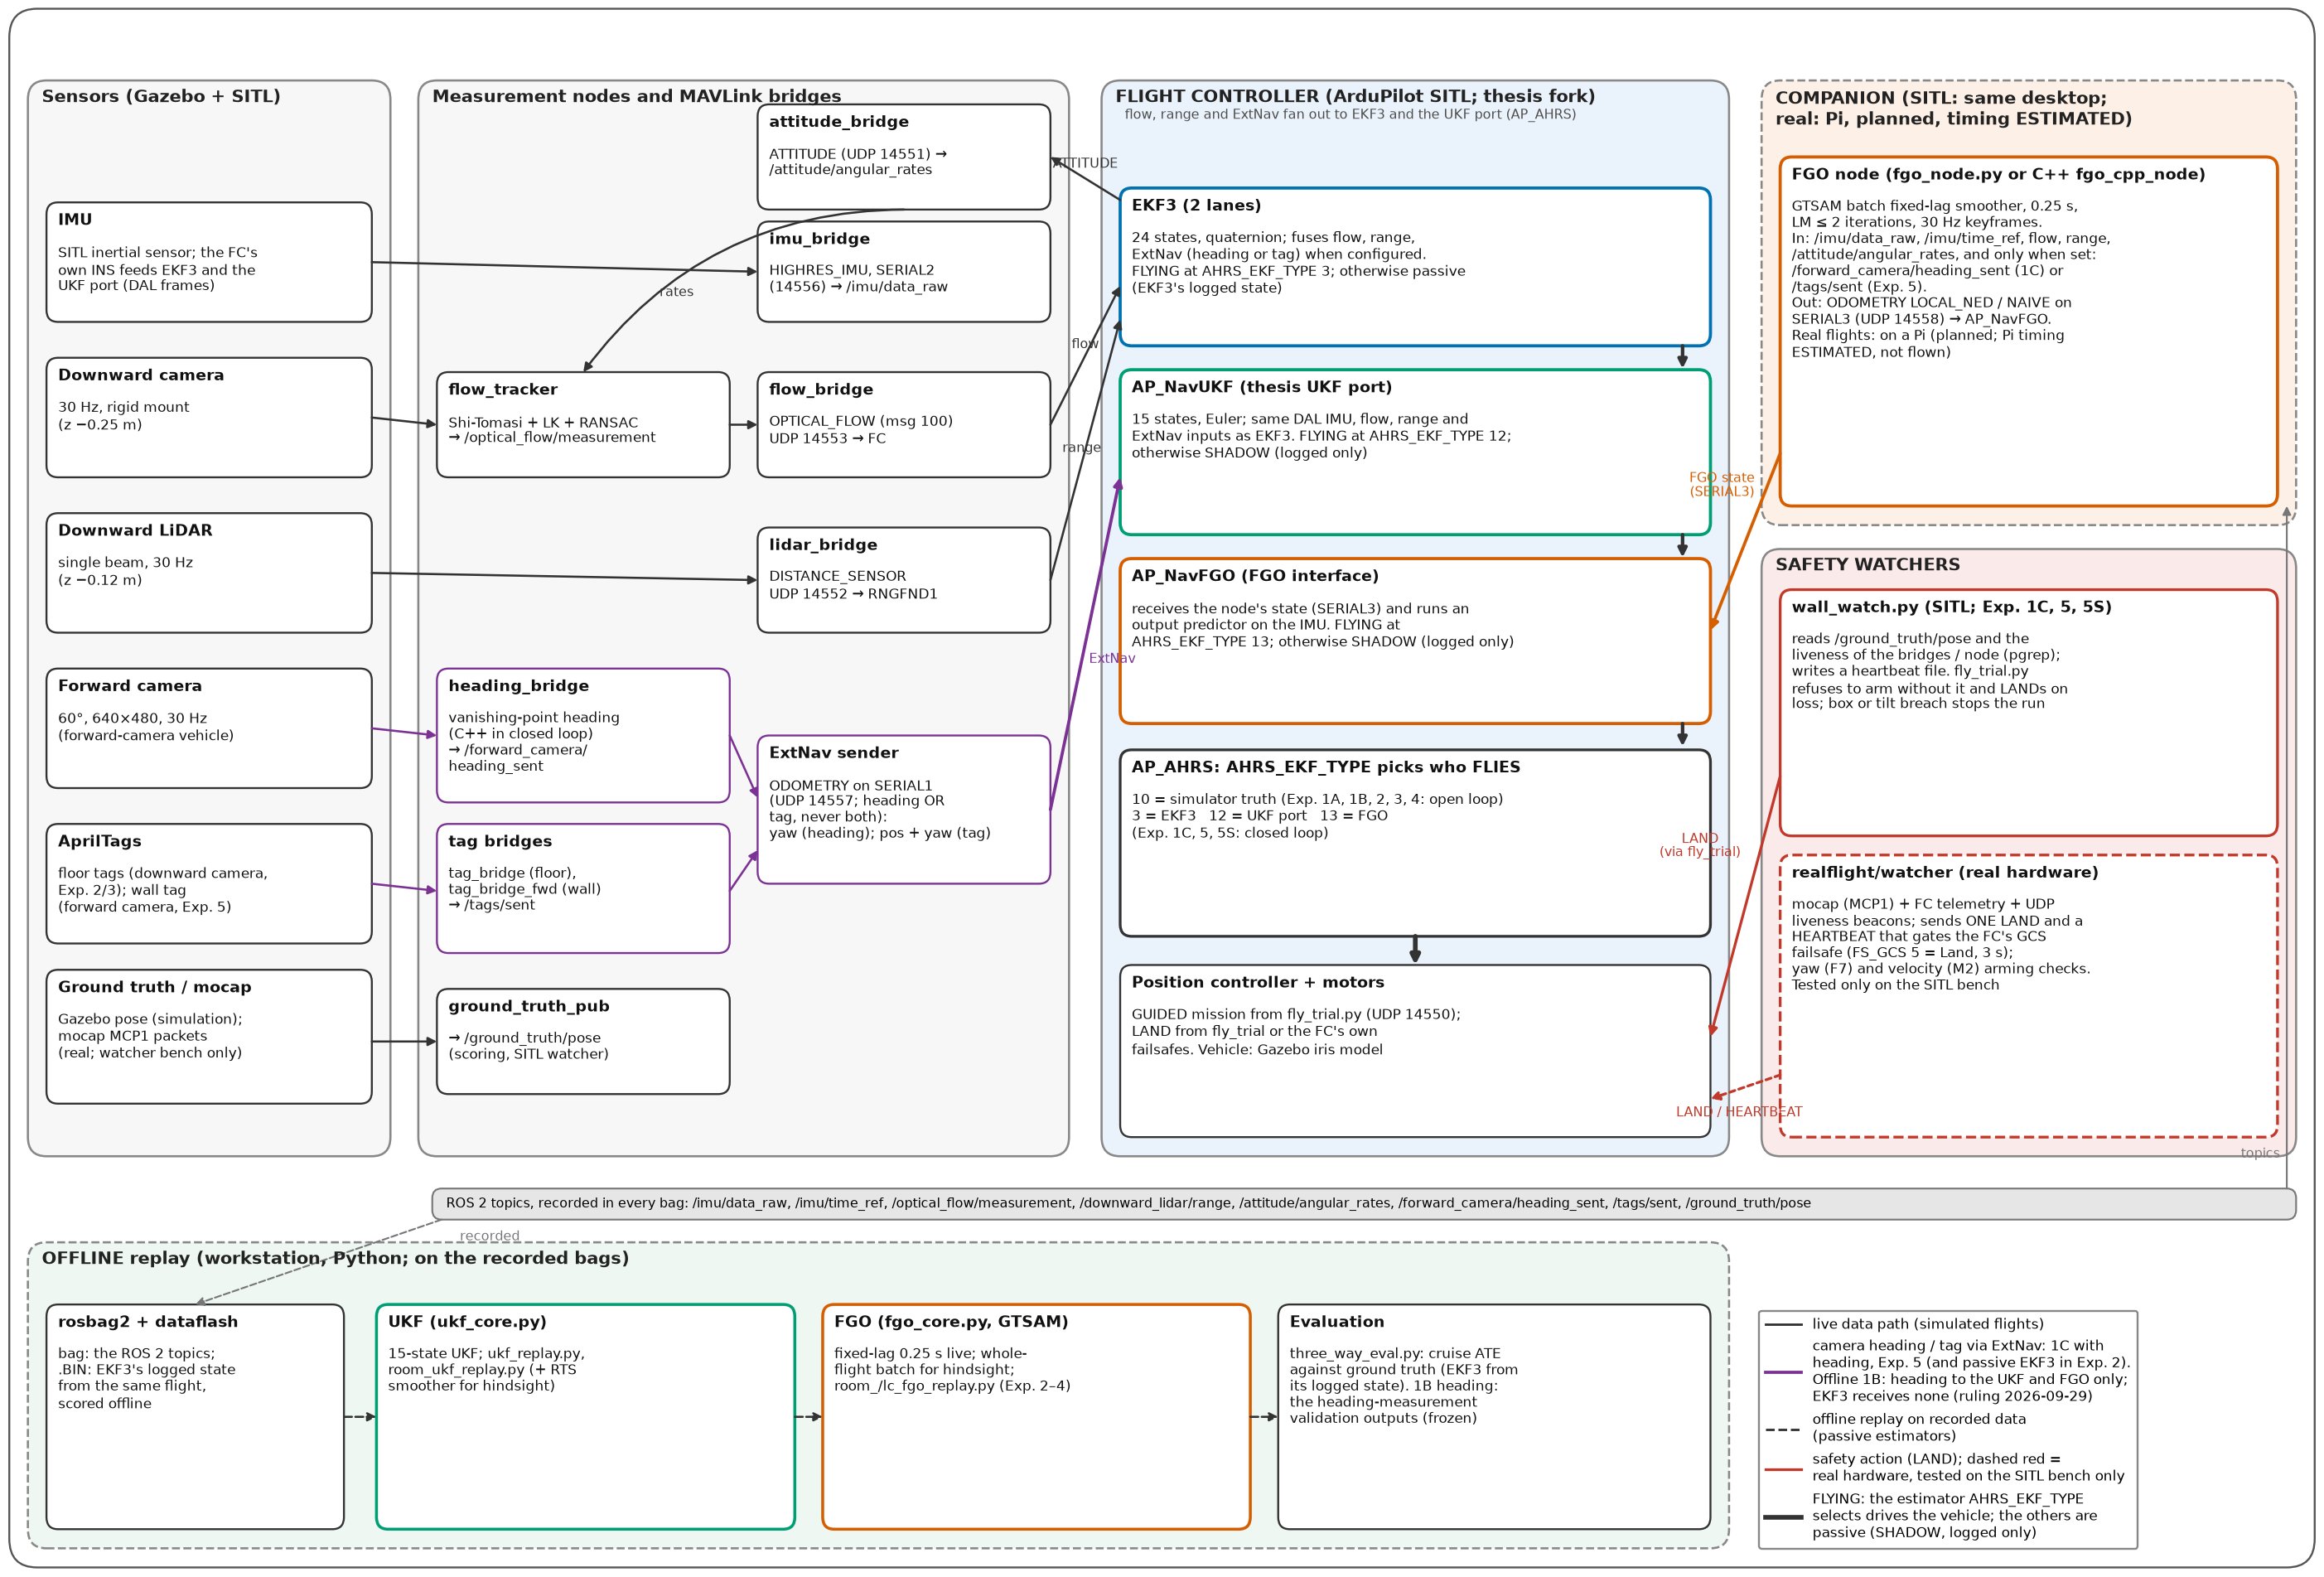 Sensors (Gazebo + SITL)
IMU
SITL inertial sensor; the FC's
own INS feeds EKF3 and the
UKF port (DAL frames)
Downward camera
30 Hz, rigid mount
(z −0.25 m)
Downward LiDAR
single beam, 30 Hz
(z −0.12 m)
Forward camera
60°, 640×480, 30 Hz
(forward-camera vehicle)
AprilTags
floor tags (downward camera,
Exp. 2/3); wall tag
(forward camera, Exp. 5)
Ground truth / mocap
Gazebo pose (simulation);
mocap MCP1 packets
(real; watcher bench only)
Measurement nodes and MAVLink bridges
attitude_bridge
ATTITUDE (UDP 14551) →
/attitude/angular_rates
imu_bridge
HIGHRES_IMU, SERIAL2
(14556) → /imu/data_raw
rates
flow_tracker
Shi-Tomasi + LK + RANSAC
→ /optical_flow/measurement
flow_bridge
OPTICAL_FLOW (msg 100)
UDP 14553 → FC
lidar_bridge
DISTANCE_SENSOR
UDP 14552 → RNGFND1
heading_bridge
vanishing-point heading
(C++ in closed loop)
→ /forward_camera/
heading_sent
tag bridges
tag_bridge (floor),
tag_bridge_fwd (wall)
→ /tags/sent
ExtNav sender
ODOMETRY on SERIAL1
(UDP 14557; heading OR
tag, never both):
yaw (heading); pos + yaw (tag)
ground_truth_pub
→ /ground_truth/pose
(scoring, SITL watcher)
ATTITUDE
flow
range
ExtNav
FLIGHT CONTROLLER (ArduPilot SITL; thesis fork)
flow, range and ExtNav fan out to EKF3 and the UKF port (AP_AHRS)
EKF3 (2 lanes)
24 states, quaternion; fuses flow, range,
ExtNav (heading or tag) when configured.
FLYING at AHRS_EKF_TYPE 3; otherwise passive
(EKF3's logged state)
AP_NavUKF (thesis UKF port)
15 states, Euler; same DAL IMU, flow, range and
ExtNav inputs as EKF3. FLYING at AHRS_EKF_TYPE 12;
otherwise SHADOW (logged only)
AP_NavFGO (FGO interface)
receives the node's state (SERIAL3) and runs an
output predictor on the IMU. FLYING at
AHRS_EKF_TYPE 13; otherwise SHADOW (logged only)
AP_AHRS: AHRS_EKF_TYPE picks who FLIES
10 = simulator truth (Exp. 1A, 1B, 2, 3, 4: open loop)
3 = EKF3   12 = UKF port   13 = FGO
(Exp. 1C, 5, 5S: closed loop)
Position controller + motors
GUIDED mission from fly_trial.py (UDP 14550);
LAND from fly_trial or the FC's own
failsafes. Vehicle: Gazebo iris model
FGO state
(SERIAL3)
LAND
(via fly_trial)
LAND / HEARTBEAT
COMPANION (SITL: same desktop;
real: Pi, planned, timing ESTIMATED)
FGO node (fgo_node.py or C++ fgo_cpp_node)
GTSAM batch fixed-lag smoother, 0.25 s,
LM ≤ 2 iterations, 30 Hz keyframes.
In: /imu/data_raw, /imu/time_ref, flow, range,
/attitude/angular_rates, and only when set:
/forward_camera/heading_sent (1C) or
/tags/sent (Exp. 5).
Out: ODOMETRY LOCAL_NED / NAIVE on
SERIAL3 (UDP 14558) → AP_NavFGO.
Real flights: on a Pi (planned; Pi timing
ESTIMATED, not flown)
SAFETY WATCHERS
wall_watch.py (SITL; Exp. 1C, 5, 5S)
reads /ground_truth/pose and the
liveness of the bridges / node (pgrep);
writes a heartbeat file. fly_trial.py
refuses to arm without it and LANDs on
loss; box or tilt breach stops the run
realflight/watcher (real hardware)
mocap (MCP1) + FC telemetry + UDP
liveness beacons; sends ONE LAND and a
HEARTBEAT that gates the FC's GCS
failsafe (FS_GCS 5 = Land, 3 s);
yaw (F7) and velocity (M2) arming checks.
Tested only on the SITL bench
topics
ROS 2 topics, recorded in every bag: /imu/data_raw, /imu/time_ref, /optical_flow/measurement, /downward_lidar/range, /attitude/angular_rates, /forward_camera/heading_sent, /tags/sent, /ground_truth/pose
recorded
OFFLINE replay (workstation, Python; on the recorded bags)
rosbag2 + dataflash
bag: the ROS 2 topics;
.BIN: EKF3's logged state
from the same flight,
scored offline
UKF (ukf_core.py)
15-state UKF; ukf_replay.py,
room_ukf_replay.py (+ RTS
smoother for hindsight)
FGO (fgo_core.py, GTSAM)
fixed-lag 0.25 s live; whole-
flight batch for hindsight;
room_/lc_fgo_replay.py (Exp. 2–4)
Evaluation
three_way_eval.py: cruise ATE
against ground truth (EKF3 from
its logged state). 1B heading:
the heading-measurement
validation outputs (frozen)
live data path (simulated flights)
camera heading / tag via ExtNav: 1C with
heading, Exp. 5 (and passive EKF3 in Exp. 2).
Offline 1B: heading to the UKF and FGO only;
EKF3 receives none (ruling 2026-09-29)
offline replay on recorded data
(passive estimators)
safety action (LAND); dashed red =
real hardware, tested on the SITL bench only
FLYING: the estimator AHRS_EKF_TYPE
selects drives the vehicle; the others are
passive (SHADOW, logged only)